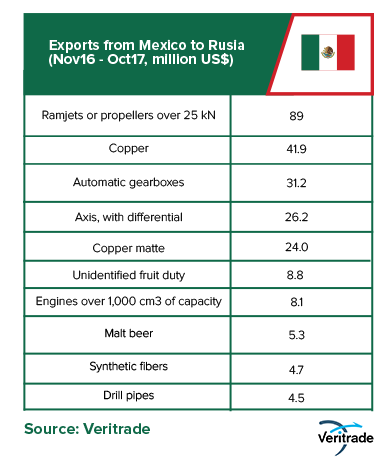 Exports from Mexico to Rusia
(Nov16 - Oct17, million US$)
Ramjets or propellers over 25 kN 89
Copper 41.9
Automatic gearboxes 31.2
Axis, with differential 26.2
Copper matte 24.0
Unidentified fruit duty 8.8
Engines over 1,000 cm3 of capacity 8.1
Malt beer 5.3
Synthetic fibers 4.7
Drill pipes 4.5
Source: Veritrade
Veritrade